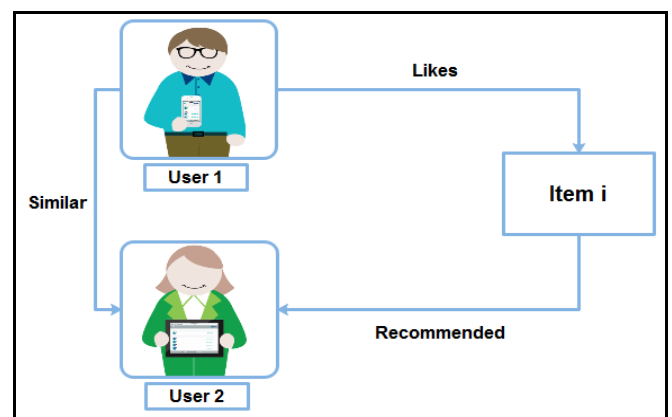 Likes
User 1
Item i
Similar
Recommended
User 2